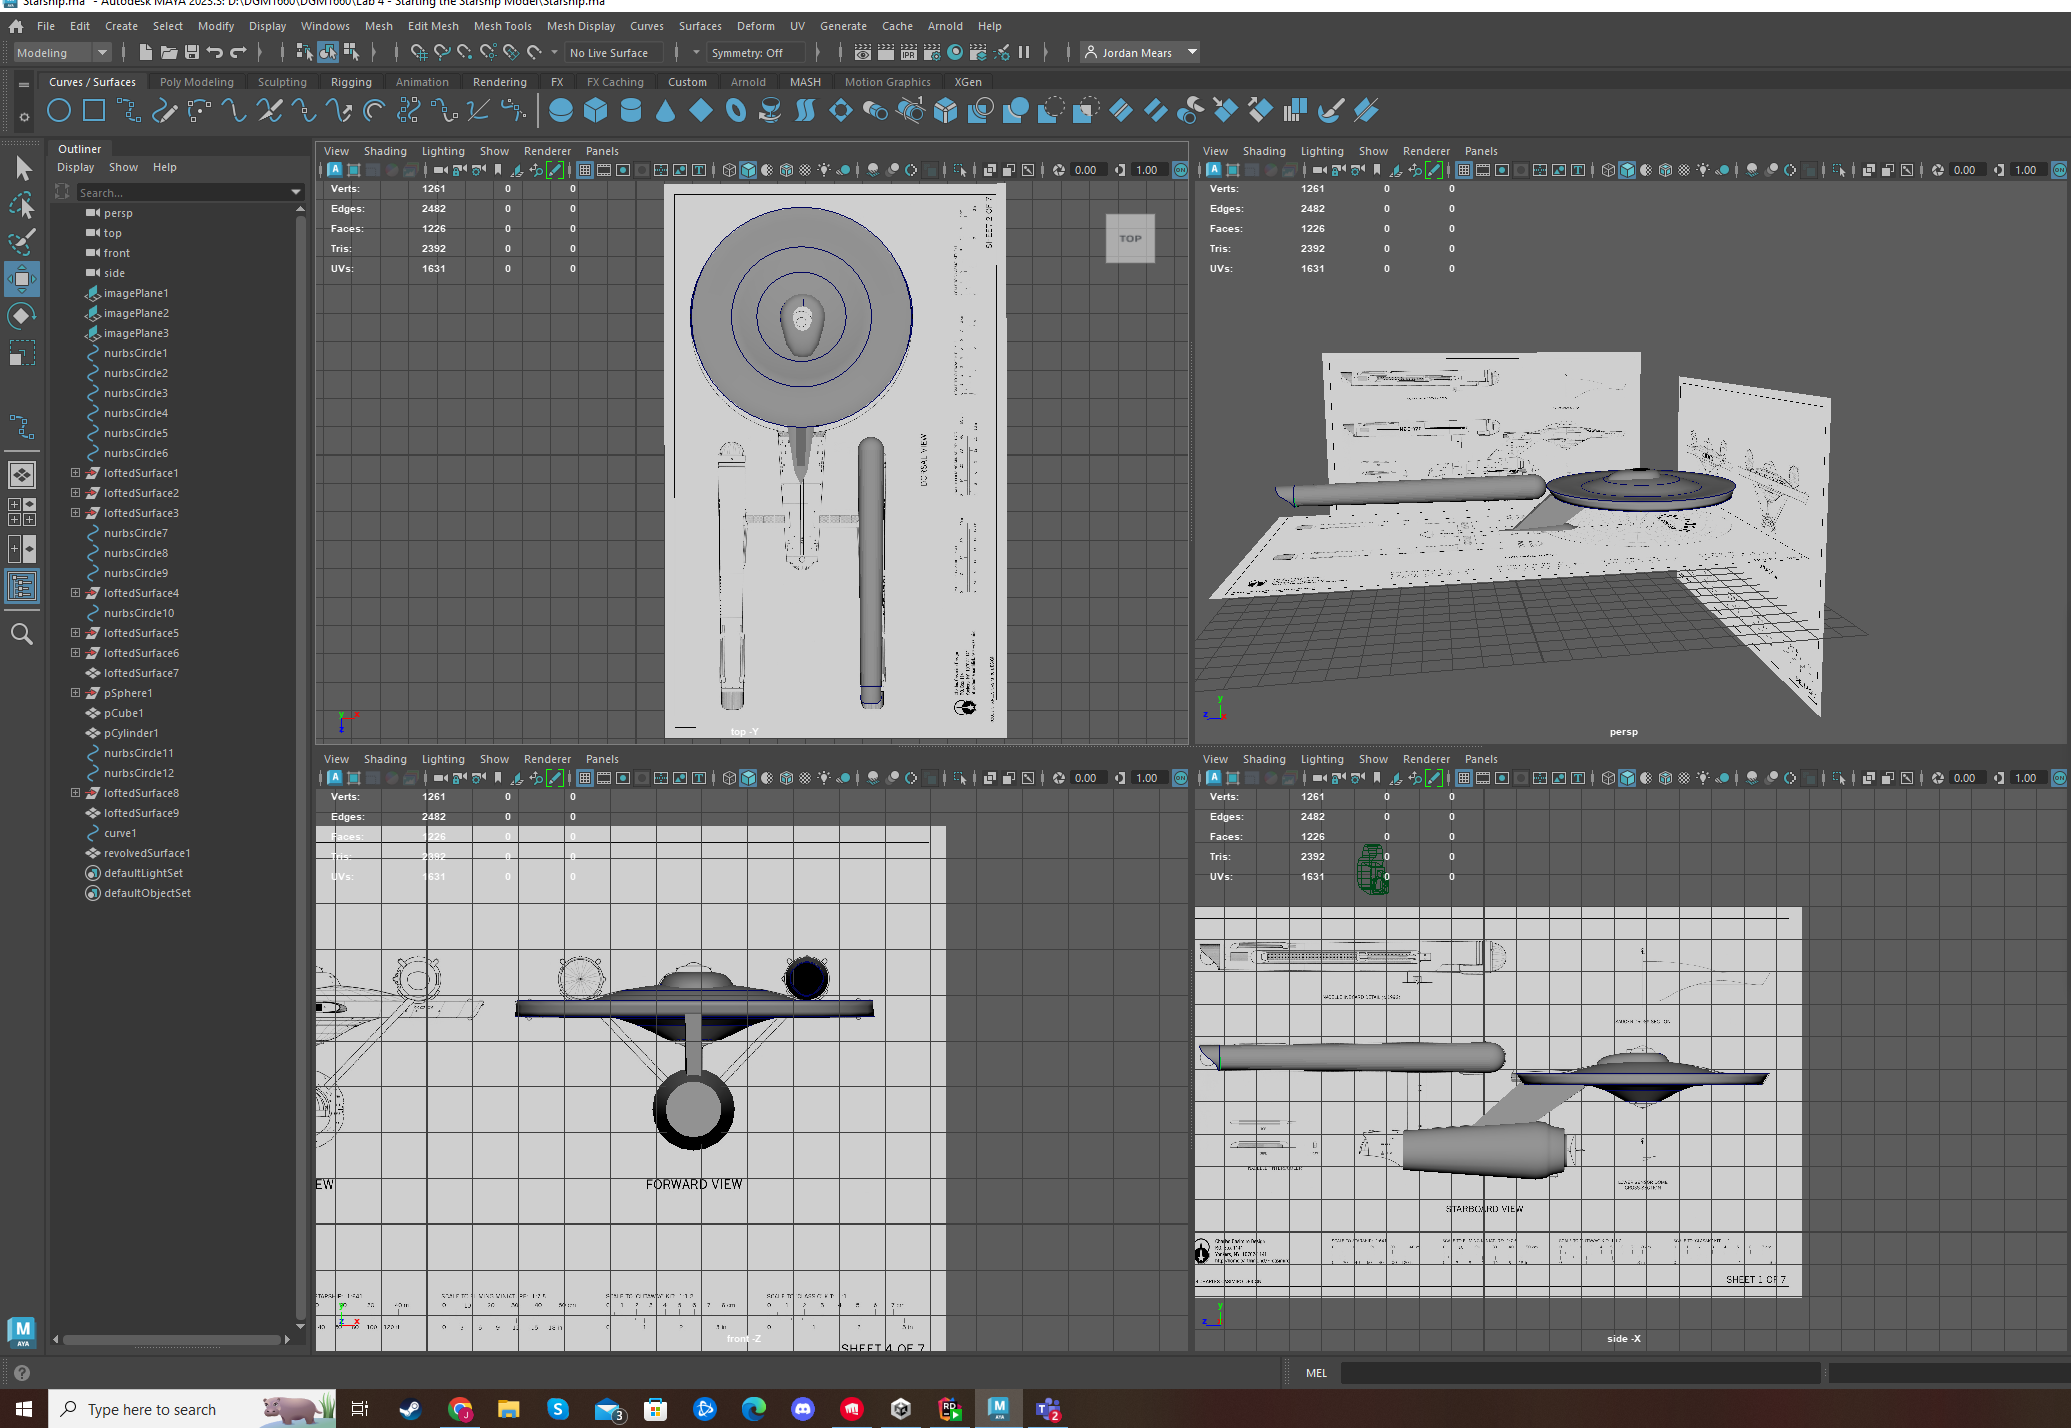 Starship.ma* - Autodesk MAYA 2023.3: D:\DGM1660\DGM1660\Lab 4 - Starting the Starship Model\Starship.ma
File Edit Create Select Modify Display Windows Mesh Edit Mesh Mesh Tools Mesh Display Curves Surfaces Deform UV Generate Cache Arnold Help
Modeling No Live Surface Symmetry: Off IPR Jordan Mears
Curves / Surfaces Poly Modeling Sculpting Rigging Animation Rendering FX FX Caching Custom Arnold MASH Motion Graphics XGen
Outliner
Display Show Help
Search...
persp
top
front
side
imagePlane1
imagePlane2
imagePlane3
nurbsCircle1
nurbsCircle2
nurbsCircle3
nurbsCircle4
nurbsCircle5
nurbsCircle6
loftedSurface1
loftedSurface2
loftedSurface3
nurbsCircle7
nurbsCircle8
nurbsCircle9
loftedSurface4
nurbsCircle10
loftedSurface5
loftedSurface6
loftedSurface7
pSphere1
pCube1
pCylinder1
nurbsCircle11
nurbsCircle12
loftedSurface8
loftedSurface9
curve1
revolvedSurface1
defaultLightSet
defaultObjectSet
View Shading Lighting Show Renderer Panels
0.00 1.00
Verts: 1261 0 0
Edges: 2482 0 0
Faces: 1226 0 0
Tris: 2392 0 0
UVs: 1631 0 0
TOP
SHEET 2 OF 7
DORSAL VIEW
top -Y
View Shading Lighting Show Renderer Panels
0.00 1.00
Verts: 1261 0 0
Edges: 2482 0 0
Faces: 1226 0 0
Tris: 2392 0 0
UVs: 1631 0 0
persp
View Shading Lighting Show Renderer Panels
0.00 1.00
Verts: 1261 0 0
Edges: 2482 0 0
Faces: 1226 0 0
Tris: 2392 0 0
UVs: 1631 0 0
EW
FORWARD VIEW
front -Z
SHEET 4 OF 7
View Shading Lighting Show Renderer Panels
0.00 1.00
Verts: 1261 0 0
Edges: 2482 0 0
Faces: 1226 0 0
Tris: 2392 0 0
UVs: 1631 0 0
STARBOARD VIEW
SHEET 1 OF 7
side -X
M
AYA
MEL
Type here to search
3
2